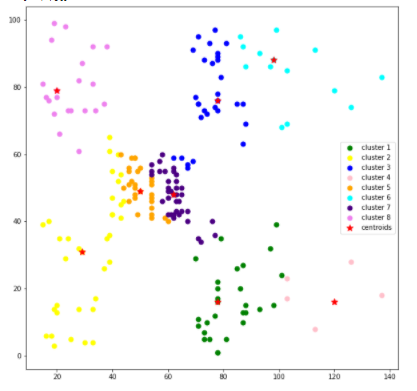 100
80
60
40
20
0
20
40
60
80
100
120
140
cluster 1
cluster 2
cluster 3
cluster 4
cluster 5
cluster 6
cluster 7
cluster 8
centroids